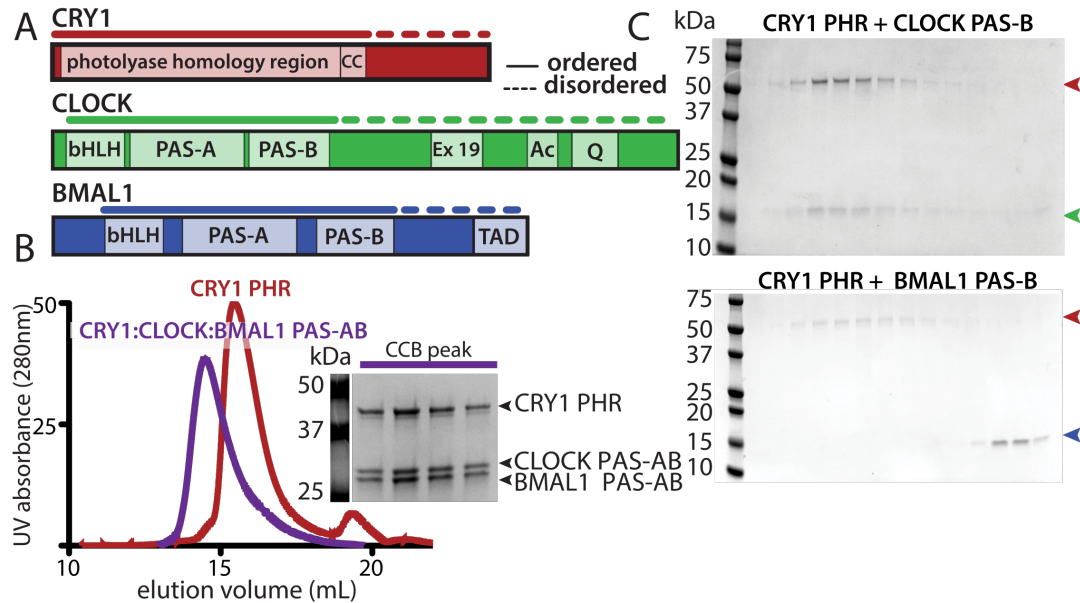 A
CRY1
photolyase homology region
CC
ordered
disordered
CLOCK
bHLH
PAS-A
PAS-B
Ex 19
Ac
Q
BMAL1
bHLH
PAS-A
PAS-B
TAD
B
UV absorbance (280nm)
50
25
0
10
15
20
elution volume (mL)
CRY1 PHR
CRY1:CLOCK:BMAL1 PAS-AB
kDa
CCB peak
50
37
25
CRY1 PHR
CLOCK PAS-AB
BMAL1 PAS-AB
C
kDa
CRY1 PHR + CLOCK PAS-B
75
50
37
25
20
15
10
CRY1 PHR + BMAL1 PAS-B
75
50
37
25
20
15
10